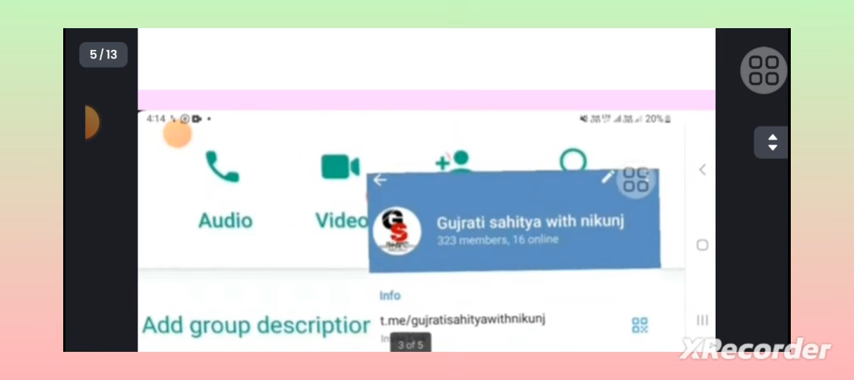 5/13
4:14
20%
Audio
Video
Gujrati sahitya with nikunj
323 members, 16 online
Info
Add group description
t.me/gujratisahityawithnikunj
3 of 5
XRecorder